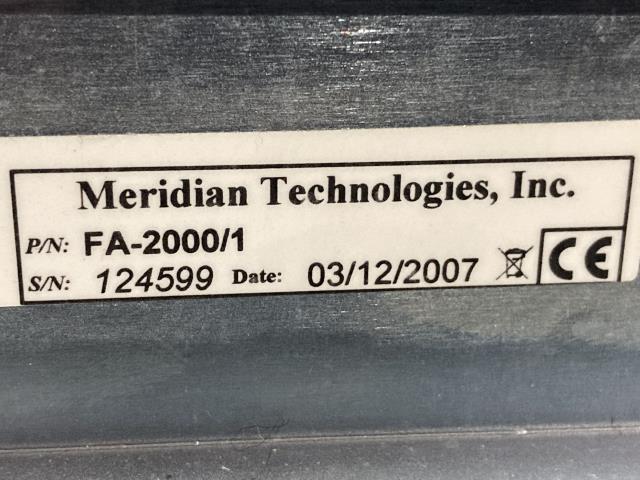 Meridian Technologies, Inc.
P/N: FA-2000/1
S/N: 124599 Date: 03/12/2007 CE